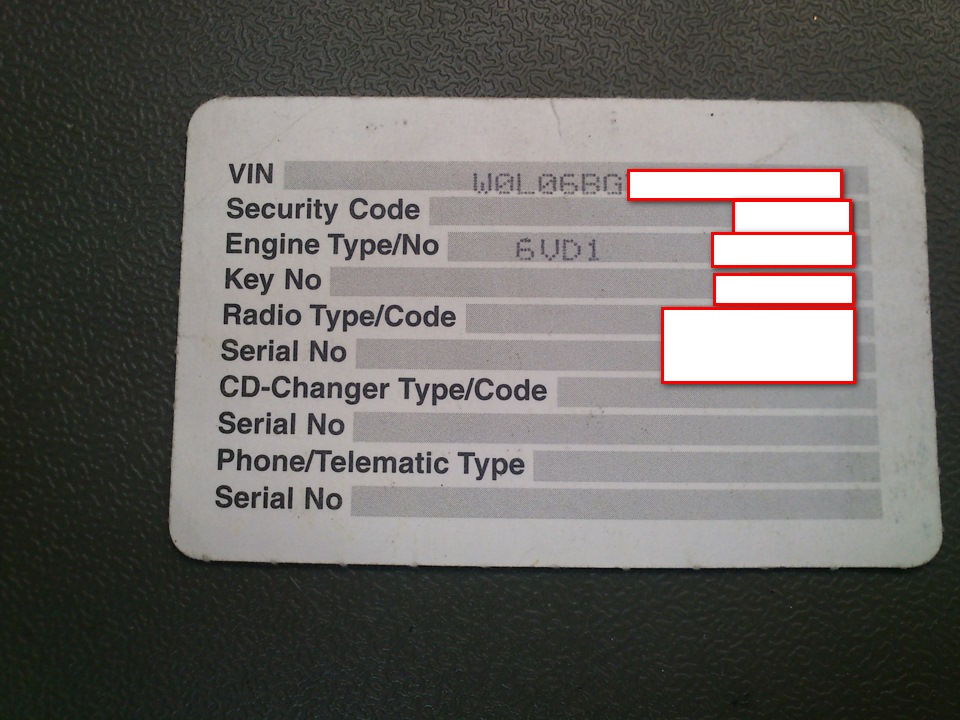 VIN W0L06BG
Security Code
Engine Type/No 6VD1
Key No
Radio Type/Code
Serial No
CD-Changer Type/Code
Serial No
Phone/Telematic Type
Serial No